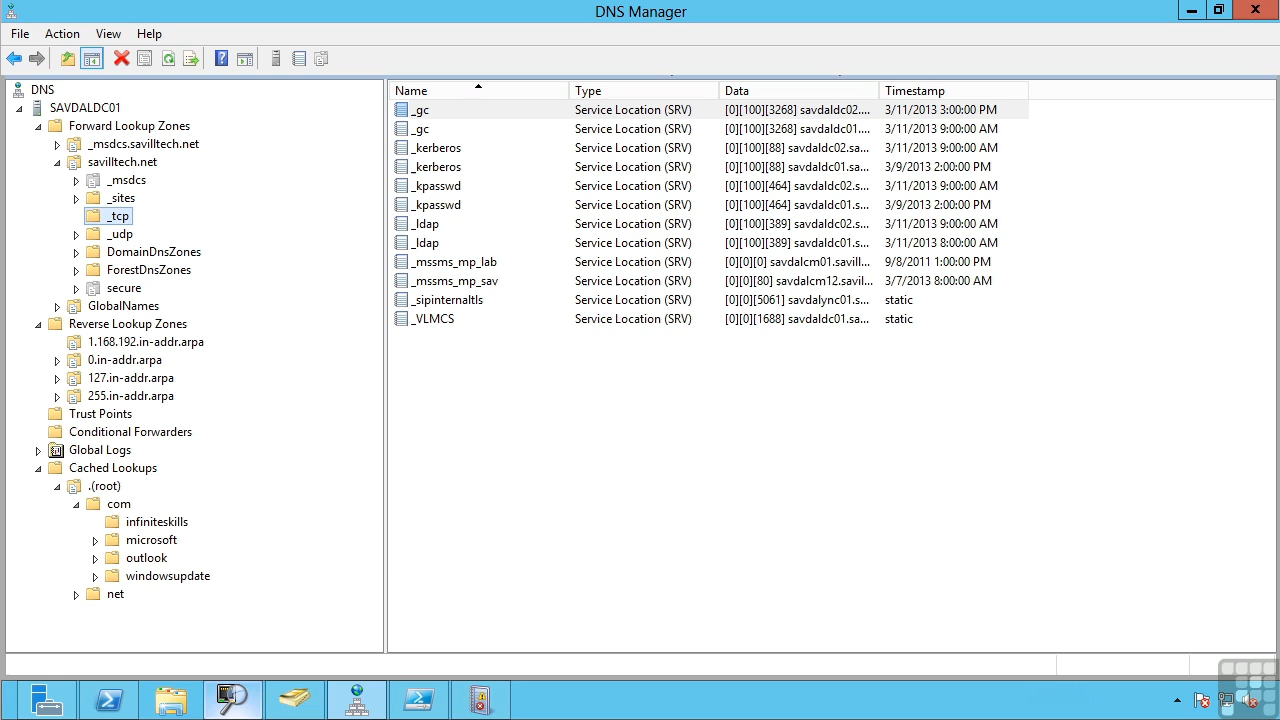 DNS Manager
File Action View Help
DNS
SAVDALDC01
Forward Lookup Zones
_msdcs.savilltech.net
savilltech.net
_msdcs
_sites
_tcp
_udp
DomainDnsZones
ForestDnsZones
secure
GlobalNames
Reverse Lookup Zones
1.168.192.in-addr.arpa
0.in-addr.arpa
127.in-addr.arpa
255.in-addr.arpa
Trust Points
Conditional Forwarders
Global Logs
Cached Lookups
.(root)
com
infiniteskills
microsoft
outlook
windowsupdate
net
Name Type Data Timestamp
_gc Service Location (SRV) [0][100][3268] savdaldc02.... 3/11/2013 3:00:00 PM
_gc Service Location (SRV) [0][100][3268] savdaldc01.... 3/11/2013 9:00:00 AM
_kerberos Service Location (SRV) [0][100][88] savdaldc02.sa... 3/11/2013 9:00:00 AM
_kerberos Service Location (SRV) [0][100][88] savdaldc01.sa... 3/9/2013 2:00:00 PM
_kpasswd Service Location (SRV) [0][100][464] savdaldc02.s... 3/11/2013 9:00:00 AM
_kpasswd Service Location (SRV) [0][100][464] savdaldc01.s... 3/9/2013 2:00:00 PM
_ldap Service Location (SRV) [0][100][389] savdaldc02.s... 3/11/2013 9:00:00 AM
_ldap Service Location (SRV) [0][100][389] savdaldc01.s... 3/11/2013 8:00:00 AM
_mssms_mp_lab Service Location (SRV) [0][0][0] savdalcm01.savill... 9/8/2011 1:00:00 PM
_mssms_mp_sav Service Location (SRV) [0][0][80] savdalcm12.savil... 3/7/2013 8:00:00 AM
_sipinternaltls Service Location (SRV) [0][0][5061] savdalync01.s... static
_VLMCS Service Location (SRV) [0][0][1688] savdaldc01.sa... static